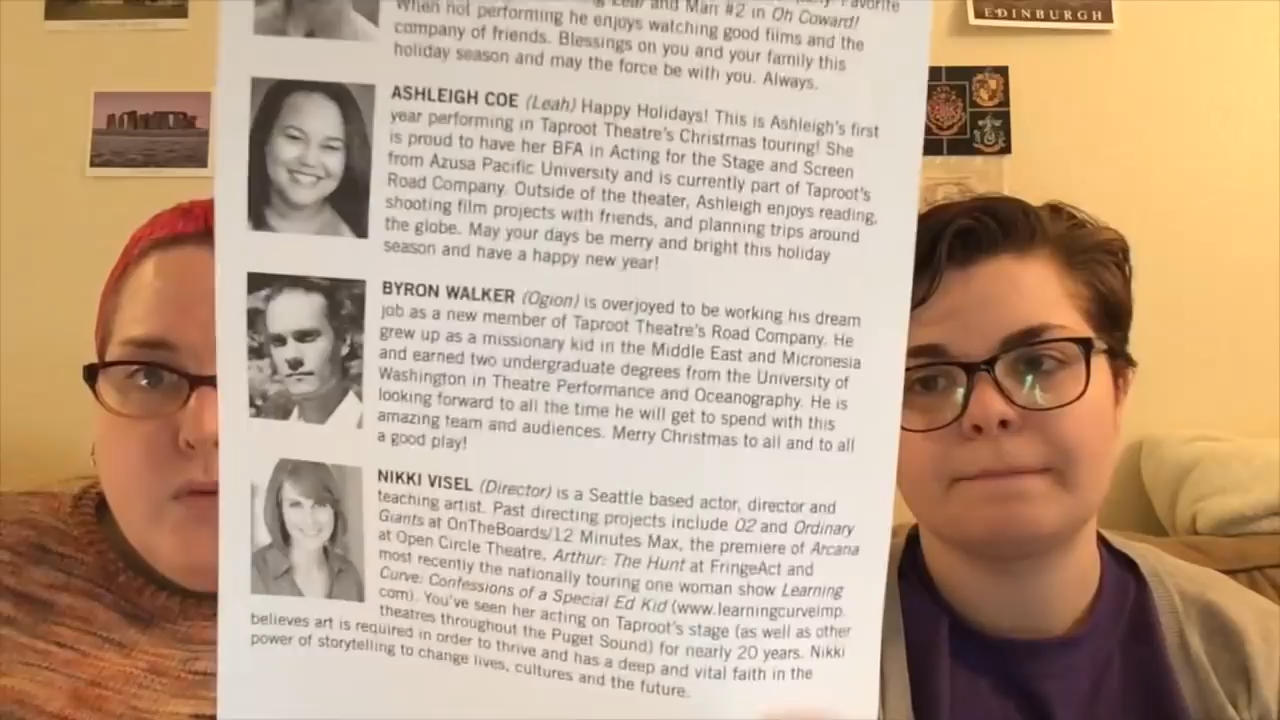 EDINBURGH
Lear and Man #2 in Oh Coward!
When not performing he enjoys watching good films and the
company of friends. Blessings on you and your family this
holiday season and may the force be with you. Always.
ASHLEIGH COE (Leah) Happy Holidays! This is Ashleigh's first
year performing in Taproot Theatre's Christmas touring! She
is proud to have her BFA in Acting for the Stage and Screen
from Azusa Pacific University and is currently part of Taproot's
Road Company. Outside of the theater, Ashleigh enjoys reading,
shooting film projects with friends, and planning trips around
the globe. May your days be merry and bright this holiday
season and have a happy new year!
BYRON WALKER (Ogion) is overjoyed to be working his dream
job as a new member of Taproot Theatre's Road Company. He
grew up as a missionary kid in the Middle East and Micronesia
and earned two undergraduate degrees from the University of
Washington in Theatre Performance and Oceanography. He is
looking forward to all the time he will get to spend with this
amazing team and audiences. Merry Christmas to all and to all
a good play!
NIKKI VISEL (Director) is a Seattle based actor, director and
teaching artist. Past directing projects include O2 and Ordinary
Giants at OnTheBoards/12 Minutes Max, the premiere of Arcana
at Open Circle Theatre, Arthur: The Hunt at FringeAct and
most recently the nationally touring one woman show Learning
Curve: Confessions of a Special Ed Kid (www.learningcurveimp.
com). You've seen her acting on Taproot's stage (as well as other
theatres throughout the Puget Sound) for nearly 20 years. Nikki
believes art is required in order to thrive and has a deep and vital faith in the
power of storytelling to change lives, cultures and the future.